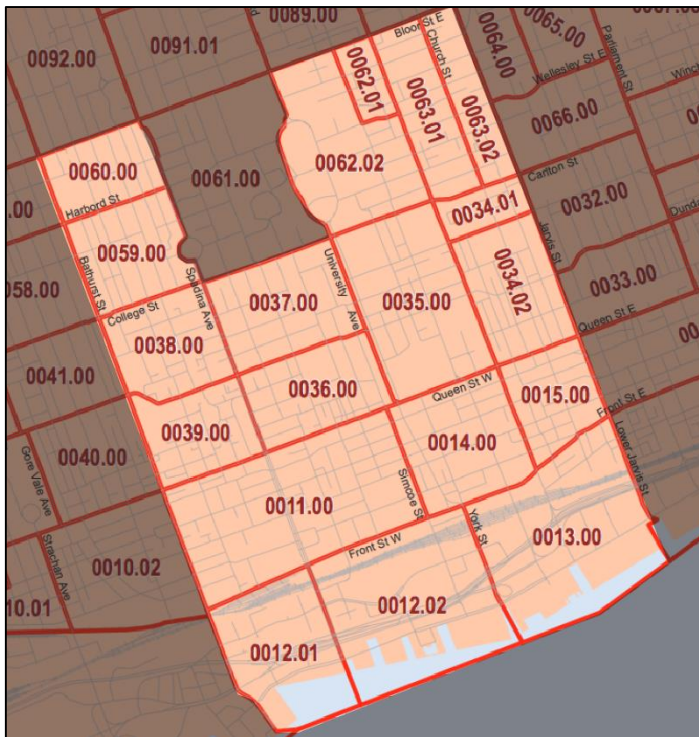 0092.00
0091.01
0089.00
0064.00
0065.00
Bloor St E
Church St
Parliament St
Wellesley St E
0062.01
0063.01
0063.02
0066.00
0060.00
0061.00
0062.02
Carlton St
0032.00
Harbord St
0034.01
0059.00
Bathurst St
Spadina Ave
University Ave
Jarvis St
0034.02
0033.00
College St
0037.00
0035.00
Queen St E
0038.00
0041.00
0036.00
Queen St W
0015.00
Front St E
0039.00
0040.00
Gore Vale Ave
0014.00
Lower Jarvis St
0011.00
Simcoe St
York St
Strachan Ave
0010.02
Front St W
0013.00
0012.02
0012.01